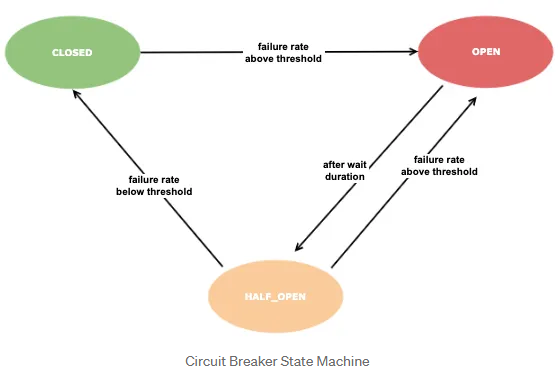 CLOSED
failure rate
above threshold
OPEN
after wait
duration
failure rate
above threshold
failure rate
below threshold
HALF_OPEN
Circuit Breaker State Machine